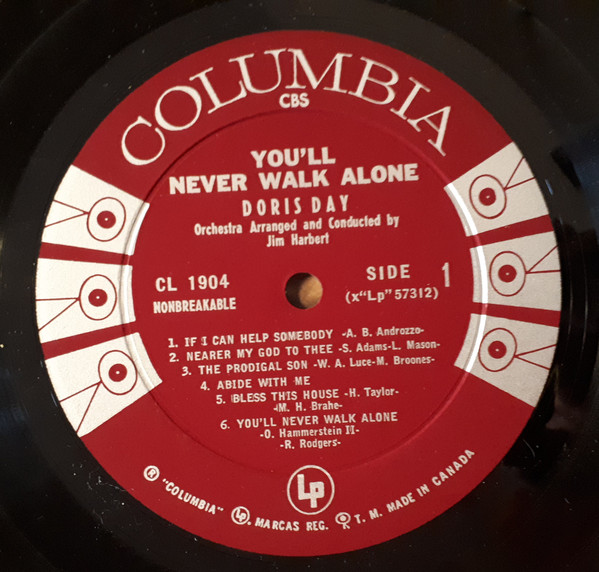 COLUMBIA
CBS
YOU'LL
NEVER WALK ALONE
DORIS DAY
Orchestra Arranged and Conducted by
Jim Harbert
CL 1904
NONBREAKABLE
SIDE 1
(x"Lp" 57312)
1. IF I CAN HELP SOMEBODY -A. B. Androzzo-
2. NEARER MY GOD TO THEE -S. Adams-L. Mason-
3. THE PRODIGAL SON -W. A. Luce-M. Broones-
4. ABIDE WITH ME
5. BLESS THIS HOUSE -H. Taylor-
-M. H. Brahe-
6. YOU'LL NEVER WALK ALONE
-O. Hammerstein II-
-R. Rodgers-
Lp
® "COLUMBIA" Lp. MARCAS REG. T. M. MADE IN CANADA